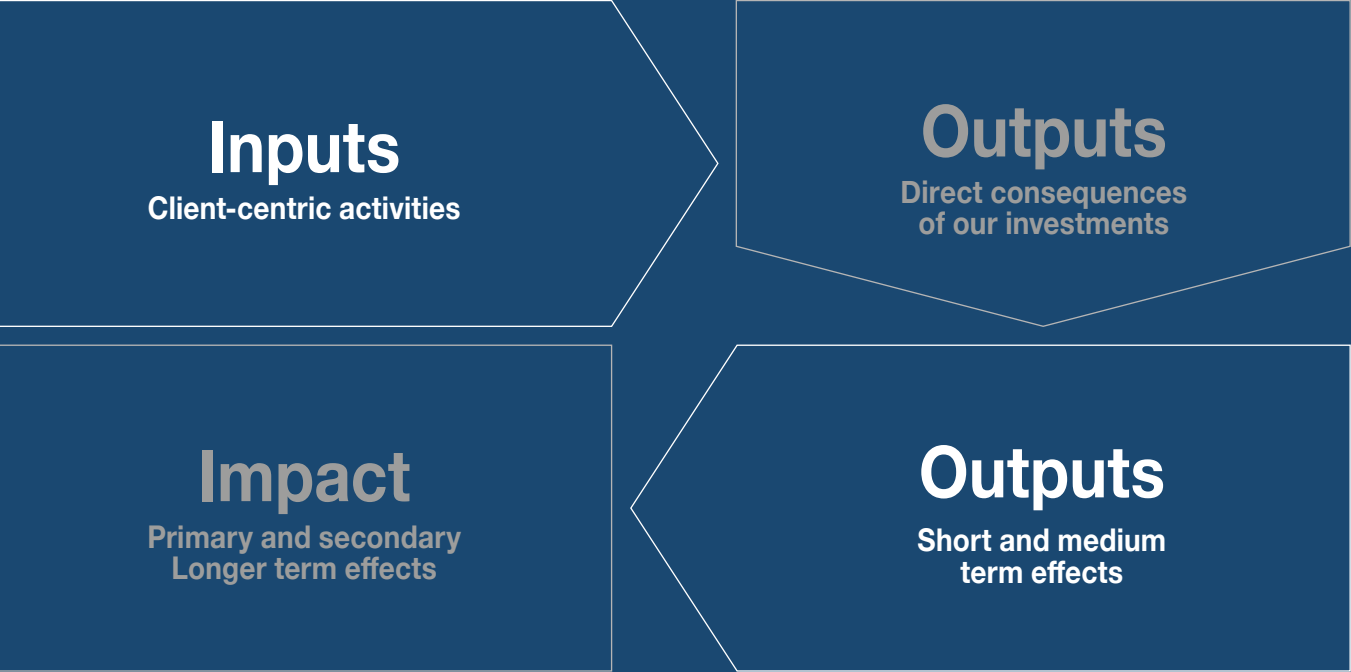 Inputs
Client-centric activities
Outputs
Direct consequences
of our investments
Outputs
Short and medium
term effects
Impact
Primary and secondary
Longer term effects